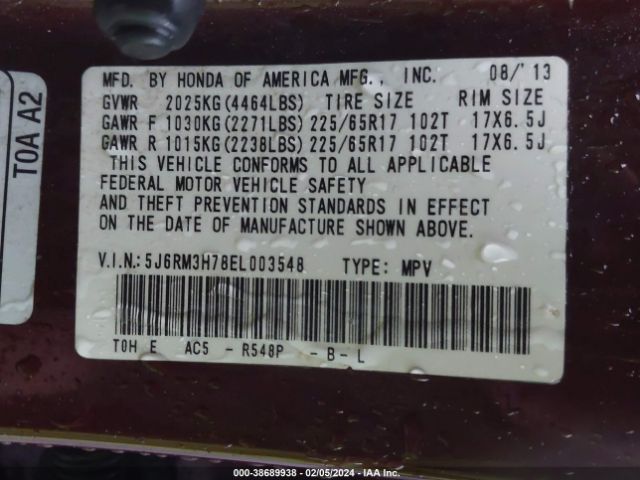 TOA A2
MFD. BY HONDA OF AMERICA MFG., INC. 08/'13
GVWR 2025KG(4464LBS) TIRE SIZE RIM SIZE
GAWR F 1030KG(2271LBS) 225/65R17 102T 17X6.5J
GAWR R 1015KG(2238LBS) 225/65R17 102T 17X6.5J
THIS VEHICLE CONFORMS TO ALL APPLICABLE
FEDERAL MOTOR VEHICLE SAFETY
AND THEFT PREVENTION STANDARDS IN EFFECT
ON THE DATE OF MANUFACTURE SHOWN ABOVE.
V.I.N.:5J6RM3H78EL003548 TYPE: MPV
T0H E AC5 - R548P - B - L
000-38689938 - 02/05/2024 - IAA Inc.